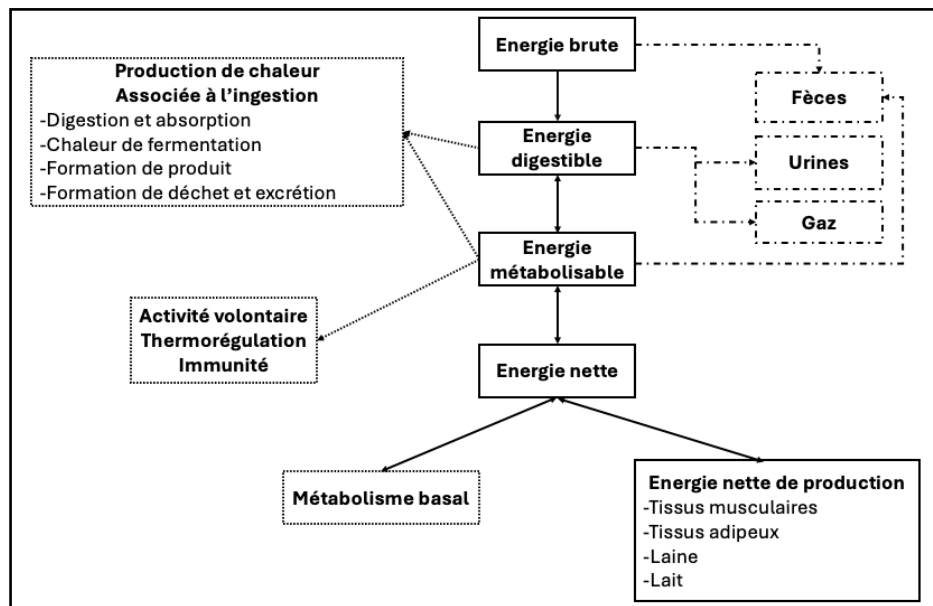 Energie brute
Production de chaleur
Associée à l’ingestion
-Digestion et absorption
-Chaleur de fermentation
-Formation de produit
-Formation de déchet et excrétion
Fèces
Energie
digestible
Urines
Gaz
Energie
métabolisable
Activité volontaire
Thermorégulation
Immunité
Energie nette
Métabolisme basal
Energie nette de production
-Tissus musculaires
-Tissus adipeux
-Laine
-Lait